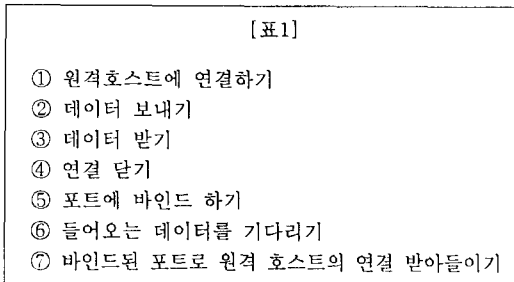 [표1]
① 원격호스트에 연결하기
② 데이터 보내기
③ 데이터 받기
④ 연결 닫기
⑤ 포트에 바인드 하기
⑥ 들어오는 데이터를 기다리기
⑦ 바인드된 포트로 원격 호스트의 연결 받아들이기